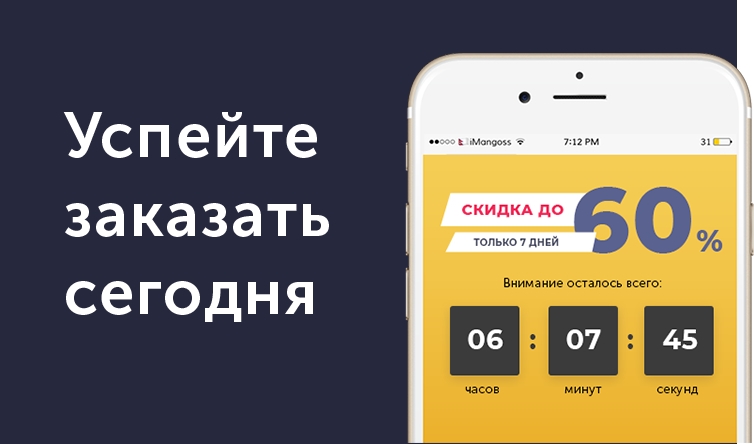 Успейте
заказать
сегодня
iMangoss
7:12 PM
31
СКИДКА ДО
60%
ТОЛЬКО 7 ДНЕЙ
Внимание осталось всего:
06 : 07 : 45
часов минут секунд